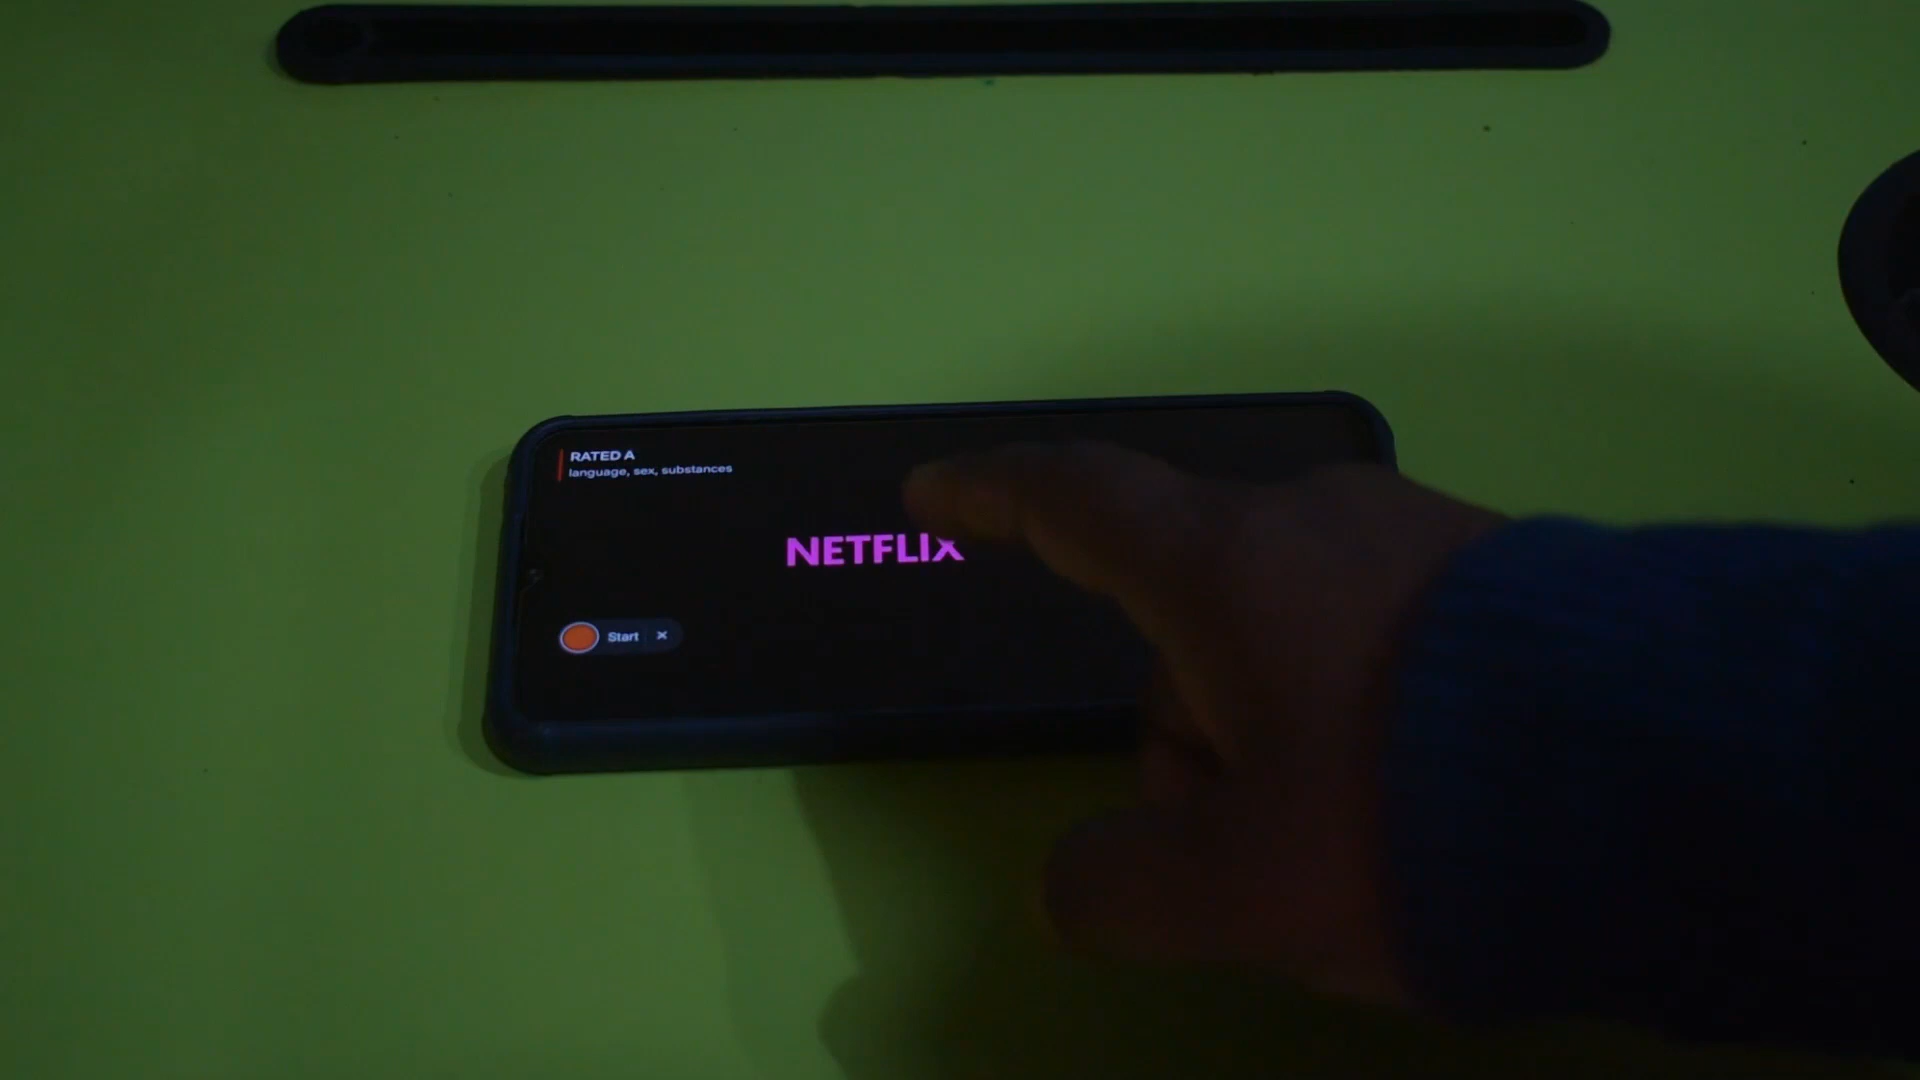 RATED A
language, sex, substances
NETFLIX
Start ×